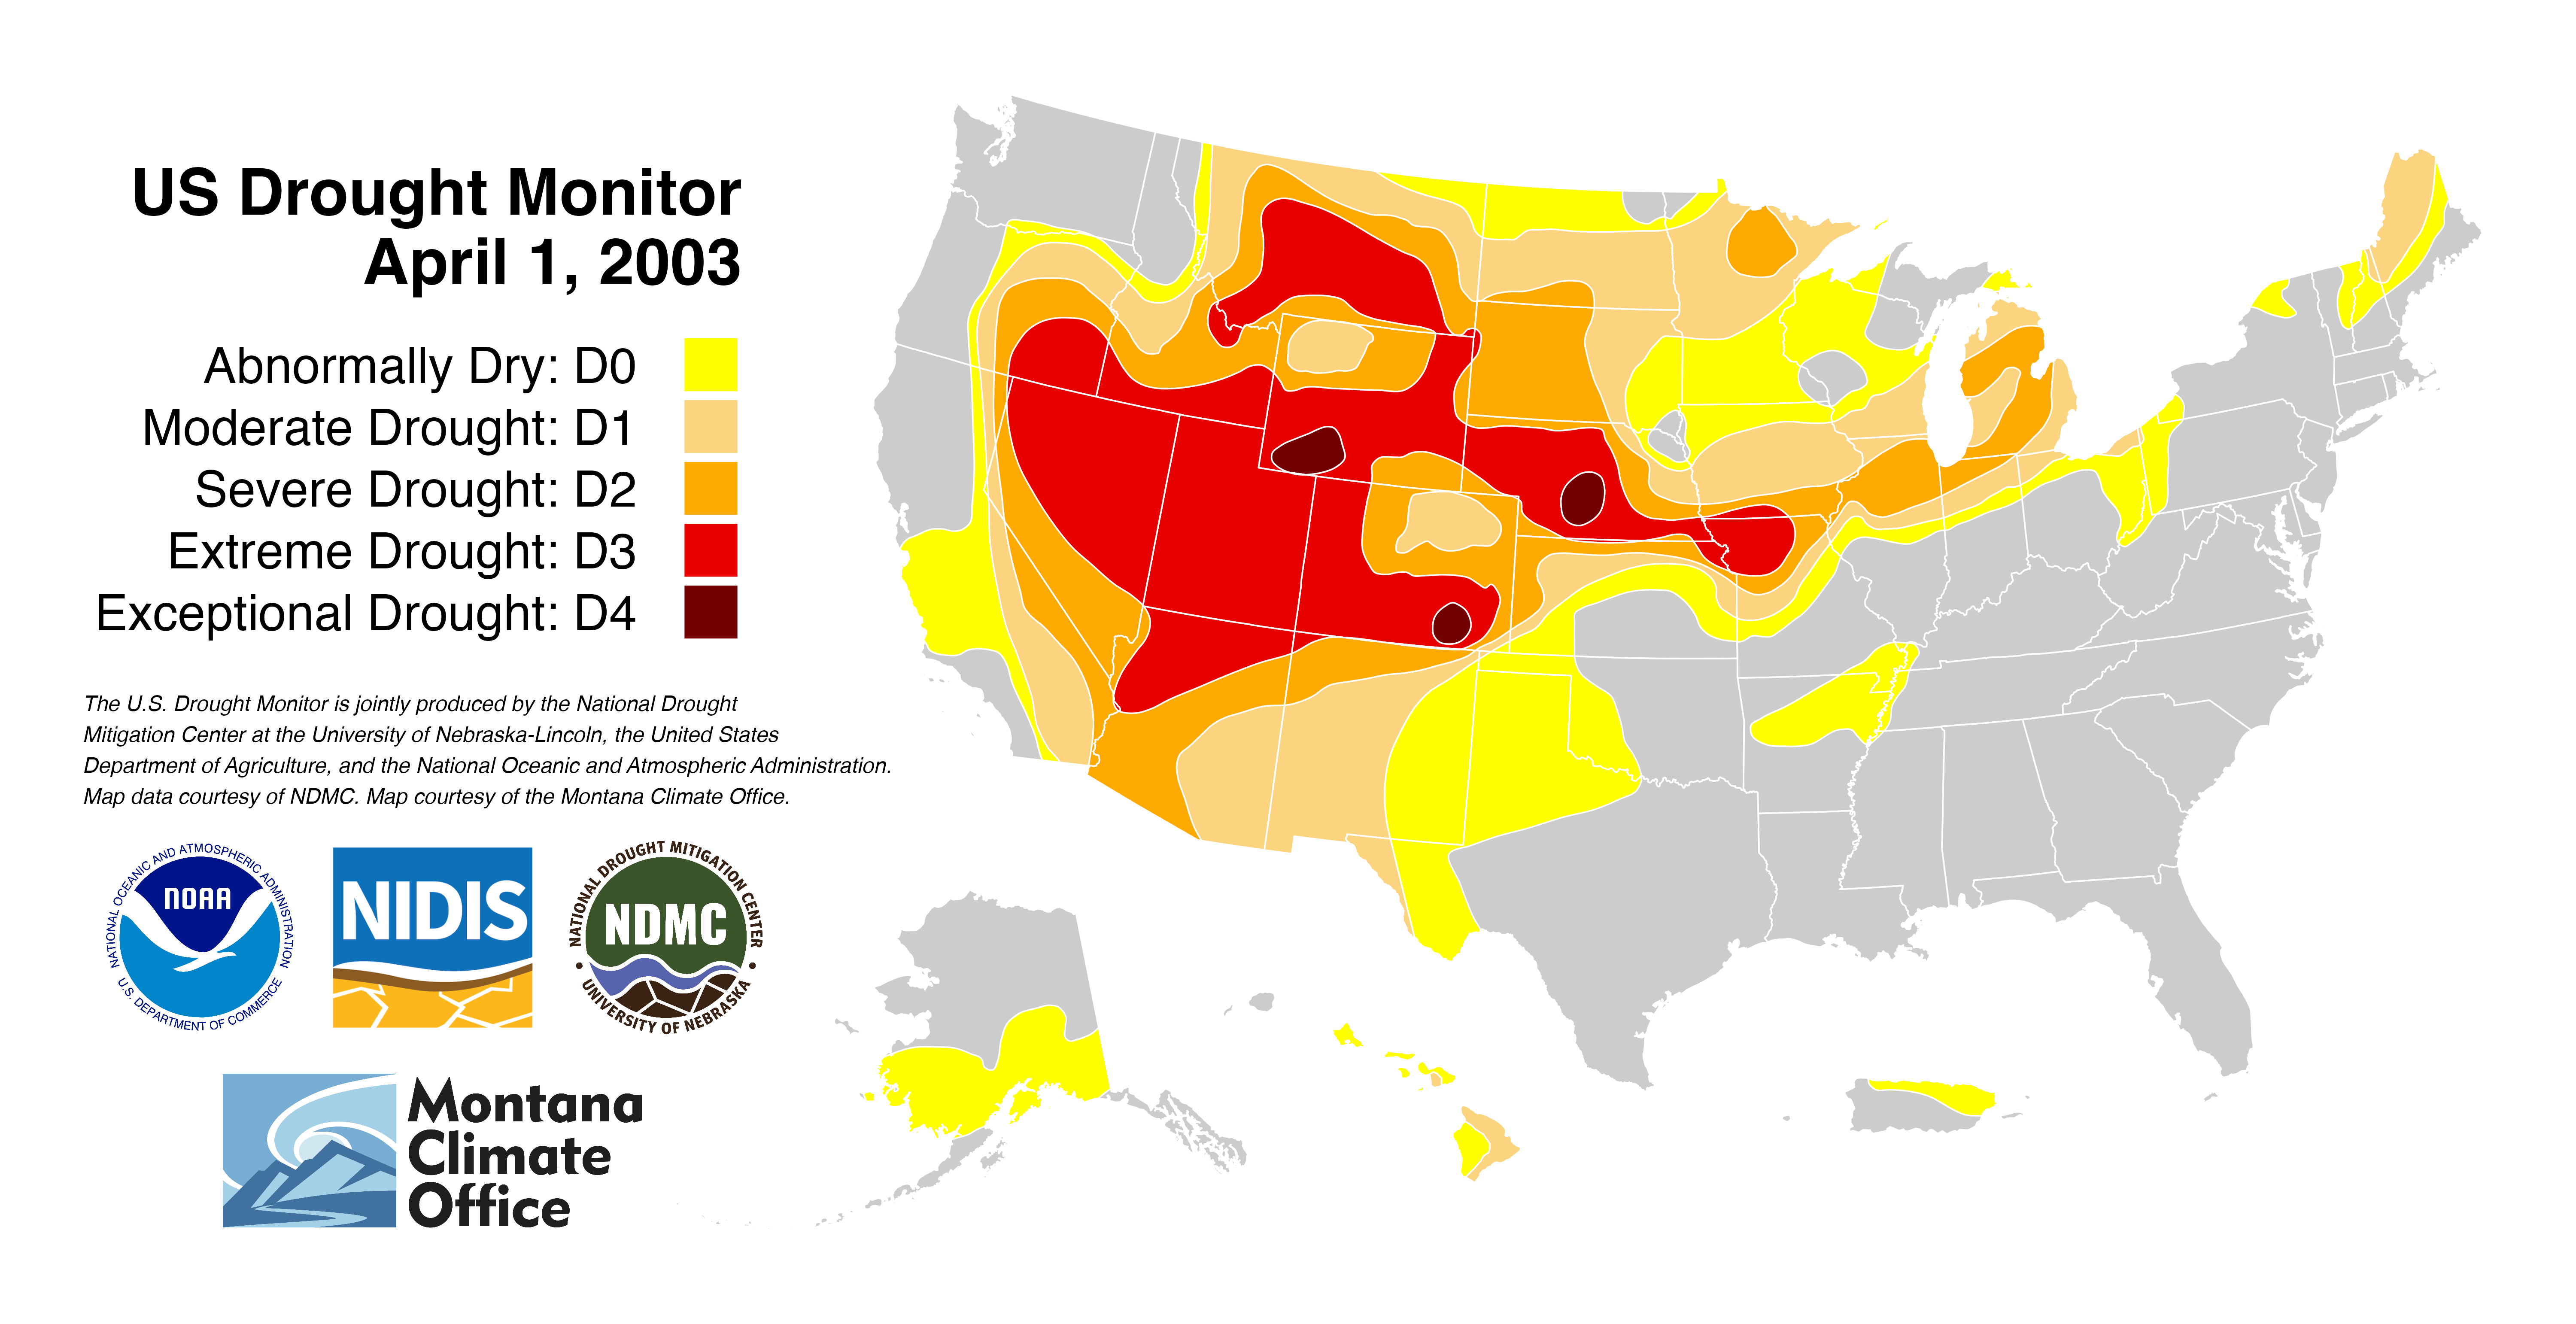 US Drought Monitor
April 1, 2003
Abnormally Dry: D0
Moderate Drought: D1
Severe Drought: D2
Extreme Drought: D3
Exceptional Drought: D4
The U.S. Drought Monitor is jointly produced by the National Drought
Mitigation Center at the University of Nebraska-Lincoln, the United States
Department of Agriculture, and the National Oceanic and Atmospheric Administration.
Map data courtesy of NDMC. Map courtesy of the Montana Climate Office.
NATIONAL OCEANIC AND ATMOSPHERIC ADMINISTRATION
NOAA
U.S. DEPARTMENT OF COMMERCE
NIDIS
NATIONAL DROUGHT MITIGATION CENTER
NDMC
UNIVERSITY OF NEBRASKA
Montana
Climate
Office